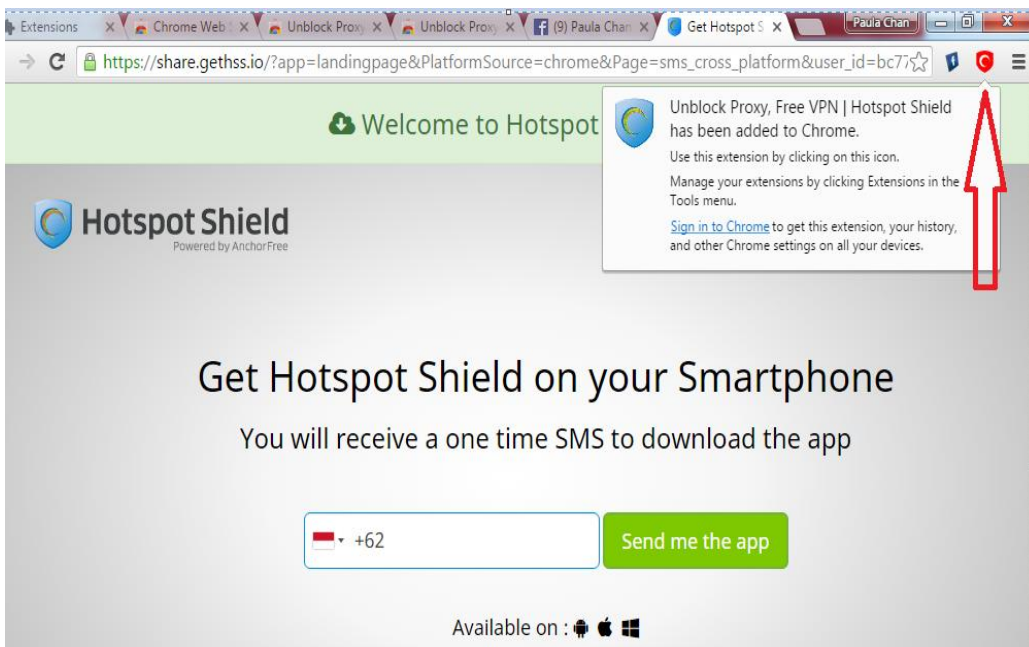 Extensions
Chrome Web S
Unblock Proxy
Unblock Proxy
(9) Paula Chan
Get Hotspot S
Paula Chan
https://share.gethss.io/?app=landingpage&PlatformSource=chrome&Page=sms_cross_platform&user_id=bc77
Welcome to Hotspot
Unblock Proxy, Free VPN | Hotspot Shield
has been added to Chrome.
Use this extension by clicking on this icon.
Manage your extensions by clicking Extensions in the
Tools menu.
Sign in to Chrome to get this extension, your history,
and other Chrome settings on all your devices.
Hotspot Shield
Powered by AnchorFree
Get Hotspot Shield on your Smartphone
You will receive a one time SMS to download the app
+62
Send me the app
Available on :